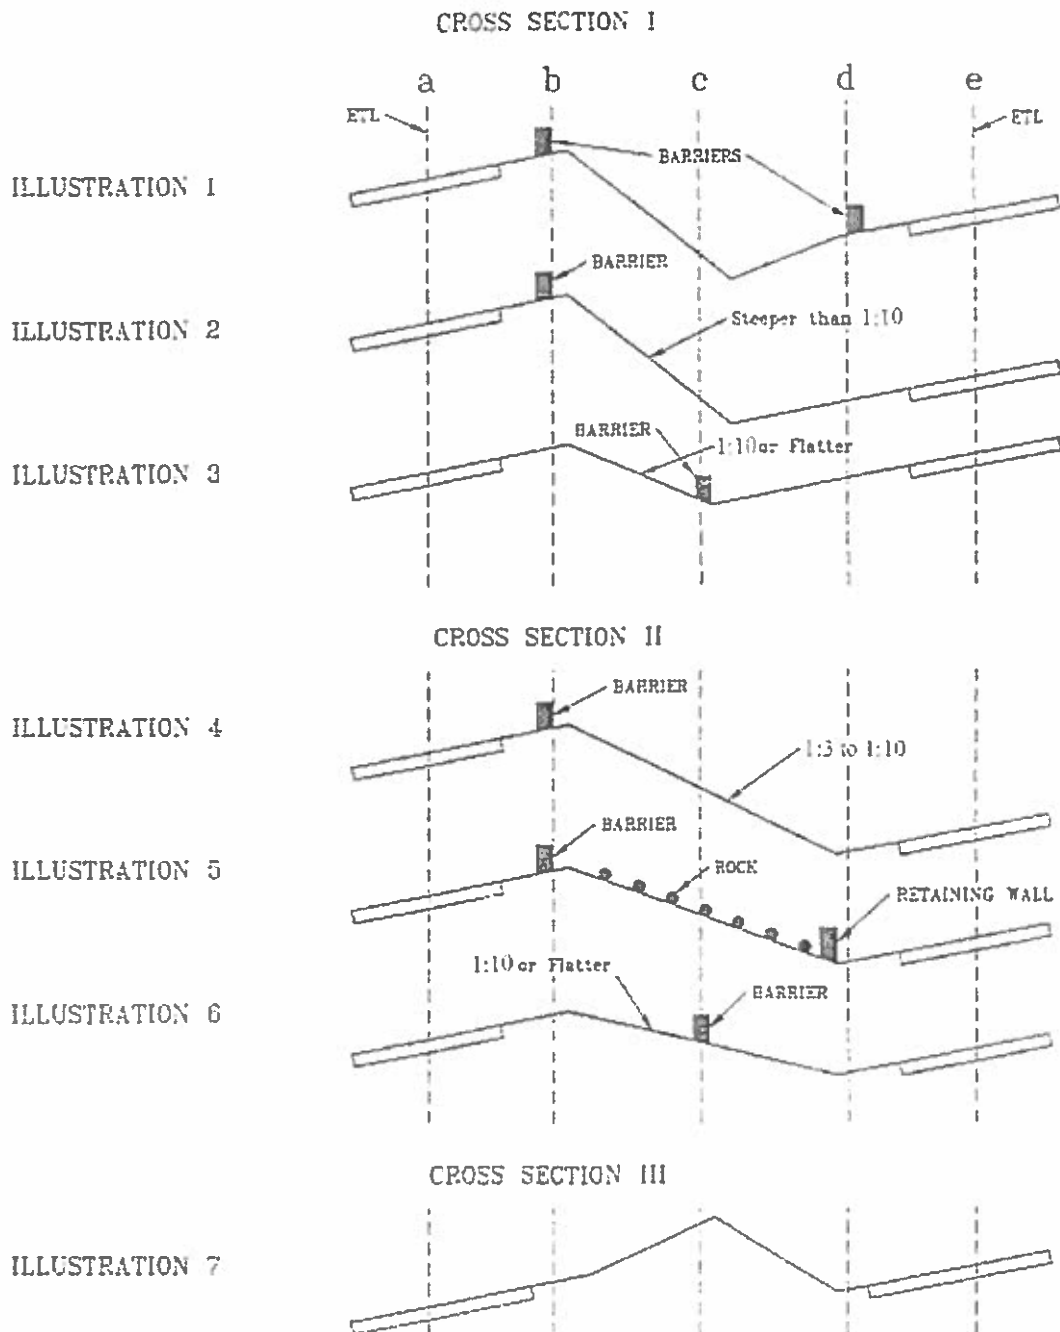 CROSS SECTION I
a b c d e
ETL ETL
BARRIERS
ILLUSTRATION 1
BARRIER
ILLUSTRATION 2
Steeper than 1:10
BARRIER
1:10 or Flatter
ILLUSTRATION 3
CROSS SECTION II
BARRIER
ILLUSTRATION 4
1:3 to 1:10
BARRIER
ILLUSTRATION 5
ROCK
RETAINING WALL
1:10 or Flatter
BARRIER
ILLUSTRATION 6
CROSS SECTION III
ILLUSTRATION 7